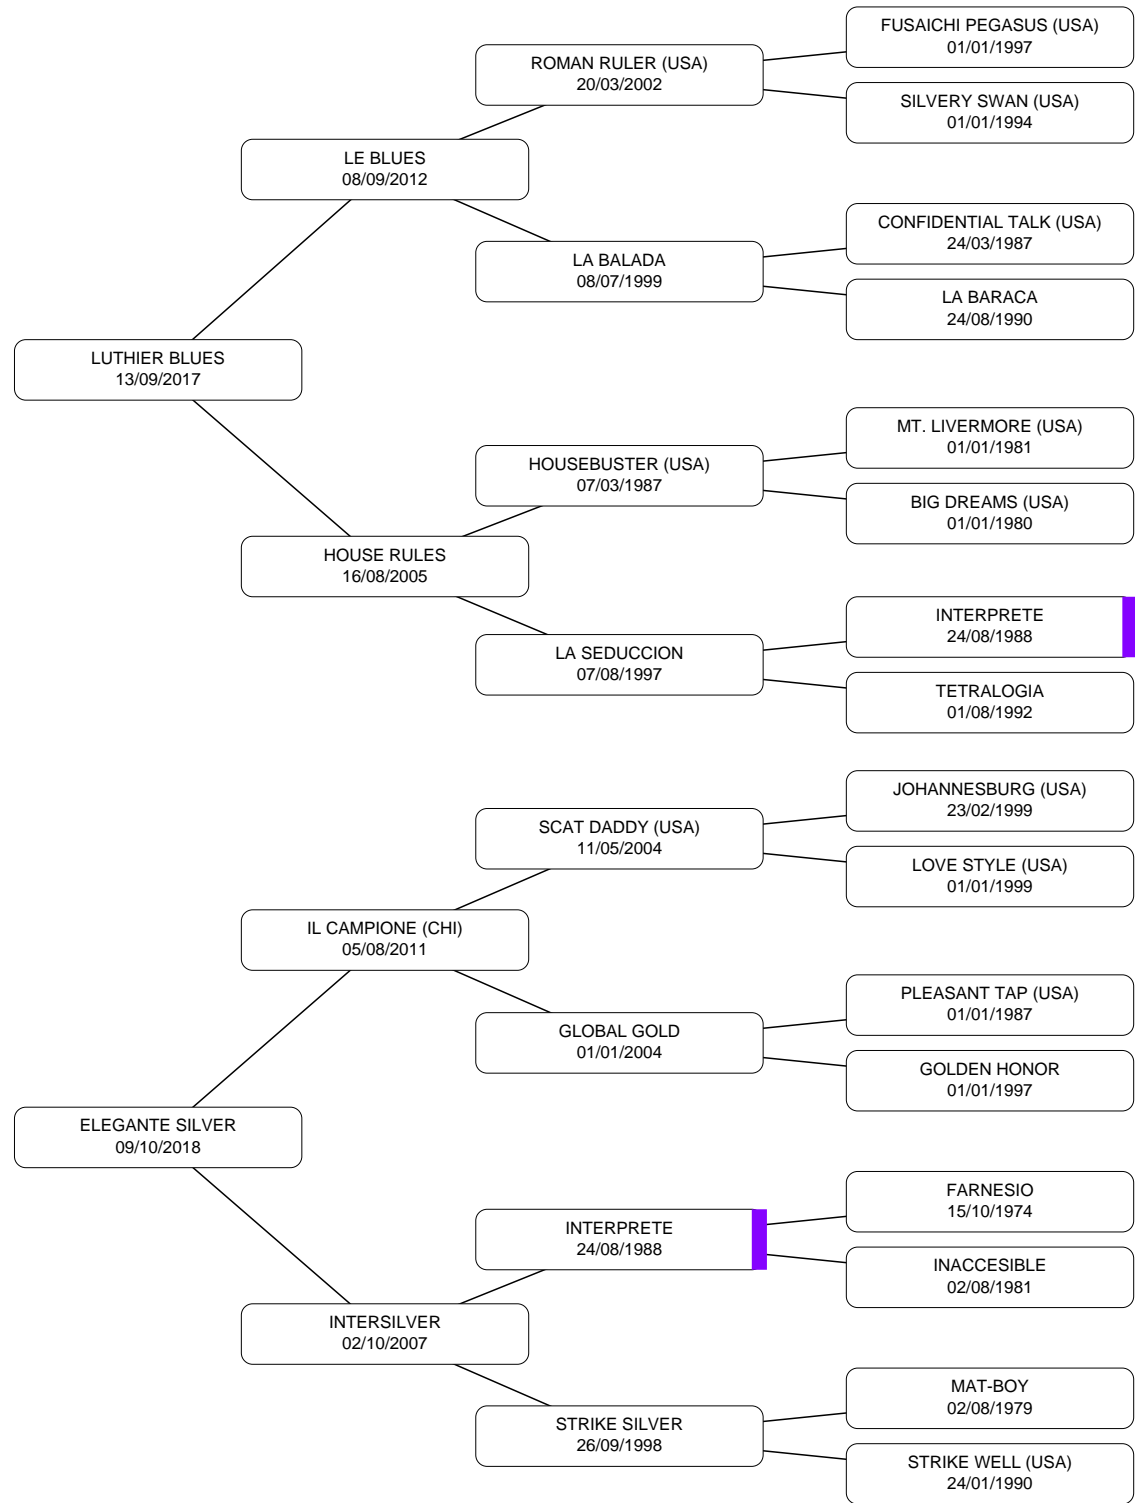 FUSAICHI PEGASUS (USA)
01/01/1997
ROMAN RULER (USA)
20/03/2002
SILVERY SWAN (USA)
01/01/1994
LE BLUES
08/09/2012
CONFIDENTIAL TALK (USA)
24/03/1987
LA BALADA
08/07/1999
LA BARACA
24/08/1990
LUTHIER BLUES
13/09/2017
MT. LIVERMORE (USA)
01/01/1981
HOUSEBUSTER (USA)
07/03/1987
BIG DREAMS (USA)
01/01/1980
HOUSE RULES
16/08/2005
INTERPRETE
24/08/1988
LA SEDUCCION
07/08/1997
TETRALOGIA
01/08/1992
JOHANNESBURG (USA)
23/02/1999
SCAT DADDY (USA)
11/05/2004
LOVE STYLE (USA)
01/01/1999
IL CAMPIONE (CHI)
05/08/2011
PLEASANT TAP (USA)
01/01/1987
GLOBAL GOLD
01/01/2004
GOLDEN HONOR
01/01/1997
ELEGANTE SILVER
09/10/2018
FARNESIO
15/10/1974
INTERPRETE
24/08/1988
INACCESIBLE
02/08/1981
INTERSILVER
02/10/2007
MAT-BOY
02/08/1979
STRIKE SILVER
26/09/1998
STRIKE WELL (USA)
24/01/1990